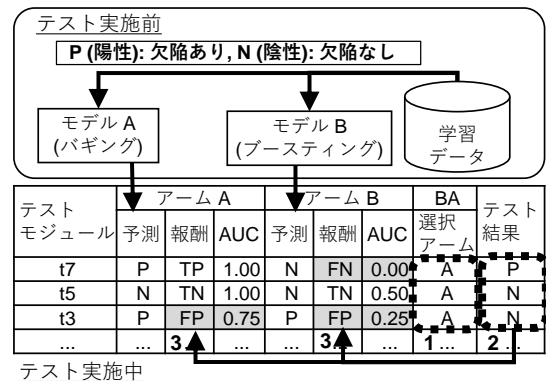 テスト実施前
P (陽性): 欠陥あり, N (陰性): 欠陥なし
モデル A
(バギング)
モデル B
(ブースティング)
学習
データ
テスト
モジュール
アーム A
アーム B
BA
テスト
結果
予測 報酬 AUC 予測 報酬 AUC 選択
アーム
t7 P TP 1.00 N FN 0.00 A P
t5 N TN 1.00 N TN 0.50 A N
t3 P FP 0.75 P FP 0.25 A N
... ... 3... ... ... 3... ... 1 ... 2 ...
テスト実施中